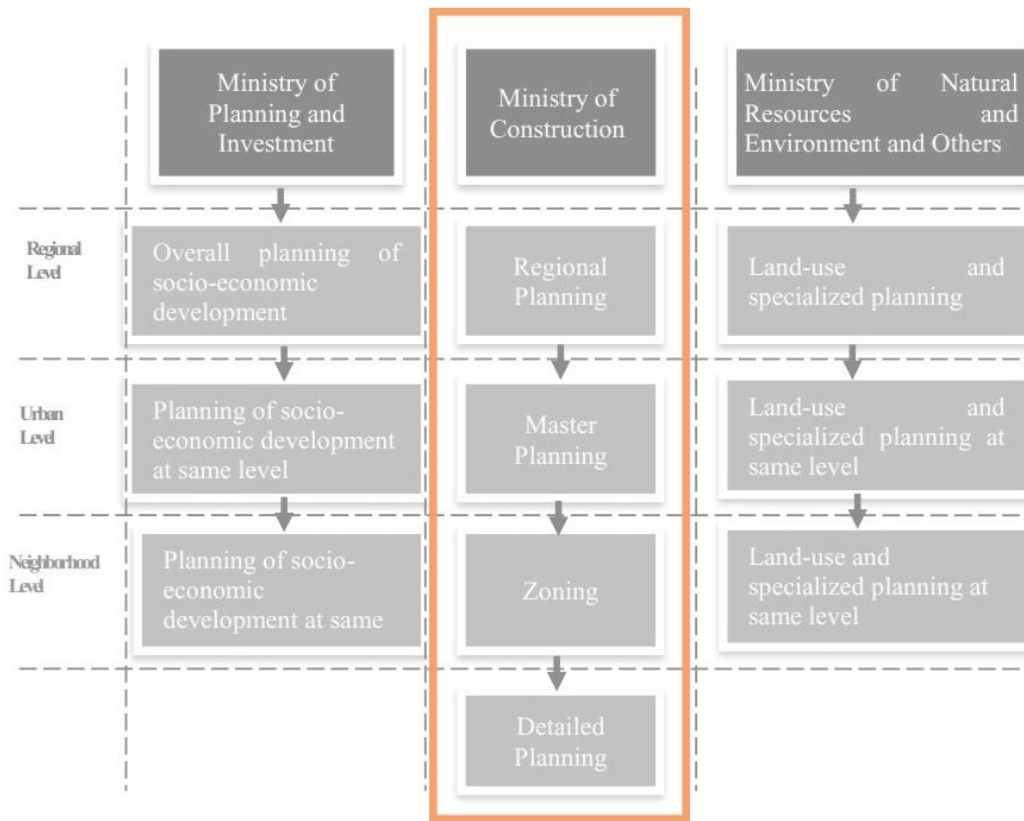 Ministry of
Planning and
Investment
Ministry of
Construction
Ministry of Natural
Resources and
Environment and Others
Regional
Level
Overall planning of
socio-economic
development
Regional
Planning
Land-use and
specialized planning
Urban
Level
Planning of socio-
economic development
at same level
Master
Planning
Land-use and
specialized planning at
same level
Neighborhood
Level
Planning of socio-
economic
development at same
Zoning
Land-use and
specialized planning at
same level
Detailed
Planning